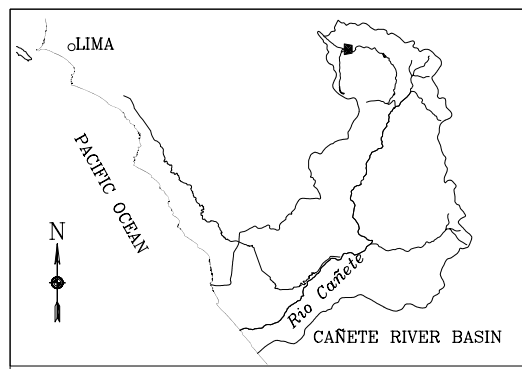 LIMA
PACIFIC OCEAN
N
Rio Cañete
CAÑETE RIVER BASIN